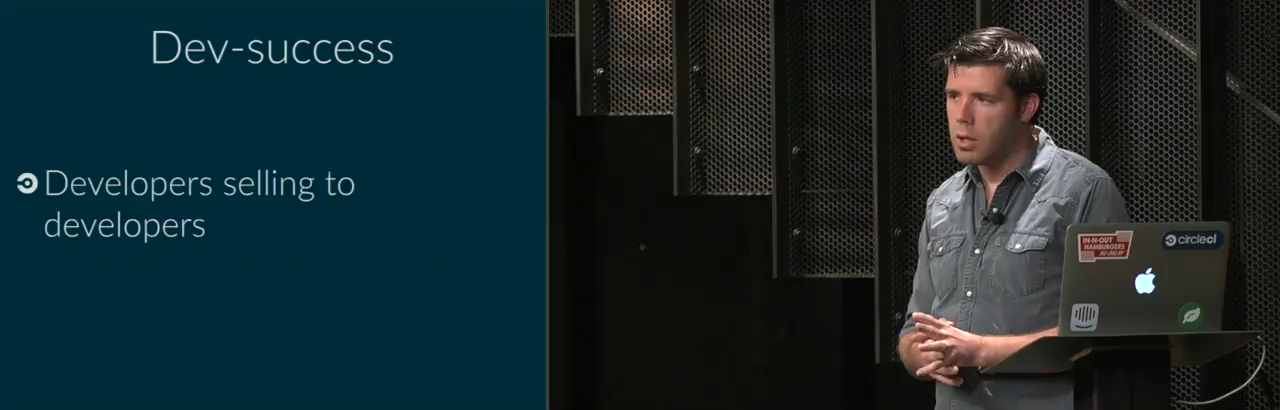 Dev-success
Developers selling to
developers
IN-N-OUT
HAMBURGERS
circleci